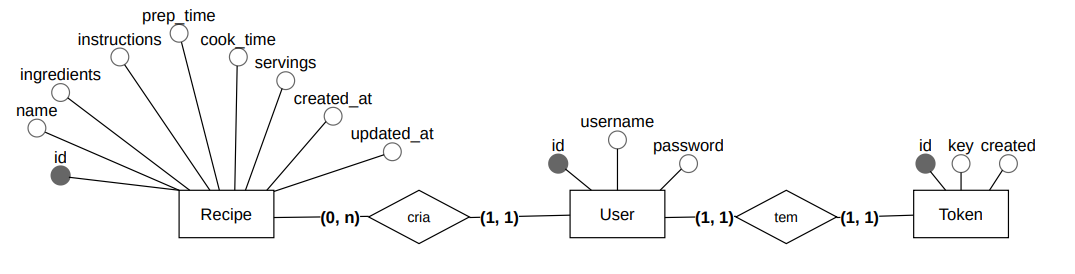 prep_time
instructions
cook_time
servings
ingredients
created_at
name
updated_at
id
Recipe
(0, n)
cria
(1, 1)
username
id
password
User
(1, 1)
tem
(1, 1)
id
key
created
Token